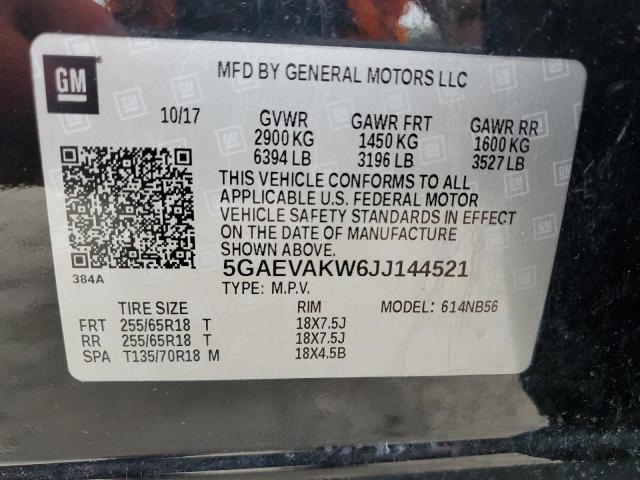 GM
MFD BY GENERAL MOTORS LLC
10/17 GVWR GAWR FRT GAWR RR
2900 KG 1450 KG 1600 KG
6394 LB 3196 LB 3527 LB
THIS VEHICLE CONFORMS TO ALL
APPLICABLE U.S. FEDERAL MOTOR
VEHICLE SAFETY STANDARDS IN EFFECT
ON THE DATE OF MANUFACTURE
384A
5GAEVAKW6JJ144521
TYPE: M.P.V.
TIRE SIZE RIM MODEL: 614NB56
FRT 255/65R18 T 18X7.5J
RR 255/65R18 T 18X7.5J
SPA T135/70R18 M 18X4.5B